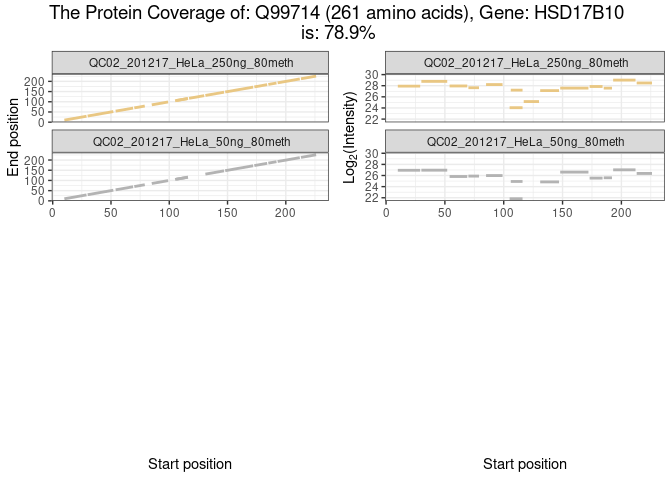 The Protein Coverage of: Q99714 (261 amino acids), Gene: HSD17B10
is: 78.9%
QC02_201217_HeLa_250ng_80meth
End position
200
150
100
50
0
QC02_201217_HeLa_50ng_80meth
200
150
100
50
0
0 50 100 150 200
Start position
QC02_201217_HeLa_250ng_80meth
Log2(Intensity)
30
28
26
24
22
QC02_201217_HeLa_50ng_80meth
30
28
26
24
22
0 50 100 150 200
Start position